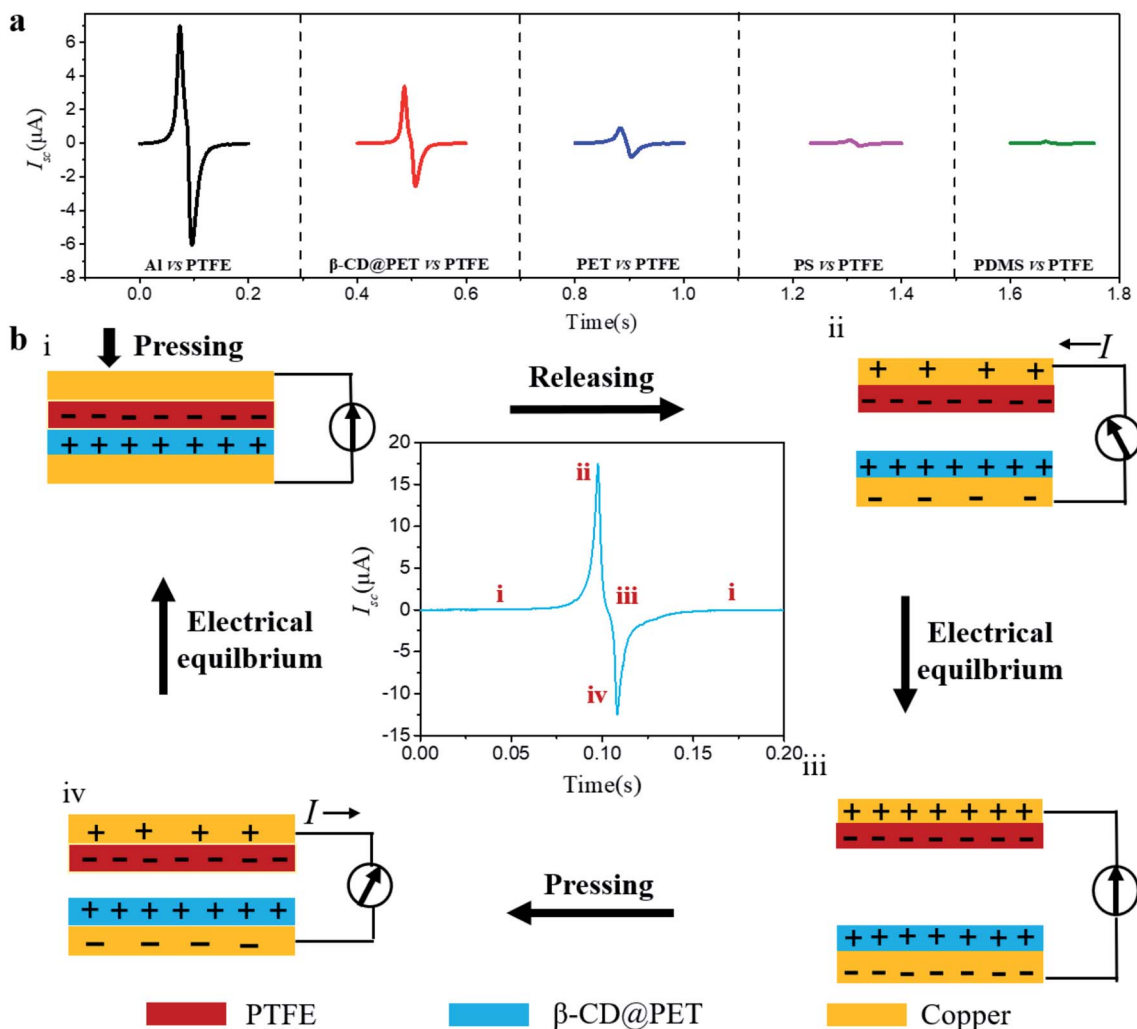 a
6
4
2
0
-2
-4
-6
-8
I_sc(μA)
Al vs PTFE
β-CD@PET vs PTFE
PET vs PTFE
PS vs PTFE
PDMS vs PTFE
0.0 0.2 0.4 0.6 0.8 1.0 1.2 1.4 1.6 1.8
Time(s)
b
i
Pressing
- - - - - - -
+ + + + + + +
Releasing
ii
I
+ + + +
- - - - - - -
+ + + + + + +
- - - -
20
15
10
5
0
-5
-10
-15
I_sc(μA)
i
ii
iii
iv
i
0.00 0.05 0.10 0.15 0.20
Time(s)
Electrical
equilbrium
Electrical
equilbrium
iii
+ + + + + + +
- - - - - - -
+ + + + + + +
- - - - - - -
iv
I
+ + + +
- - - - - - -
+ + + + + + +
- - - -
Pressing
PTFE
β-CD@PET
Copper